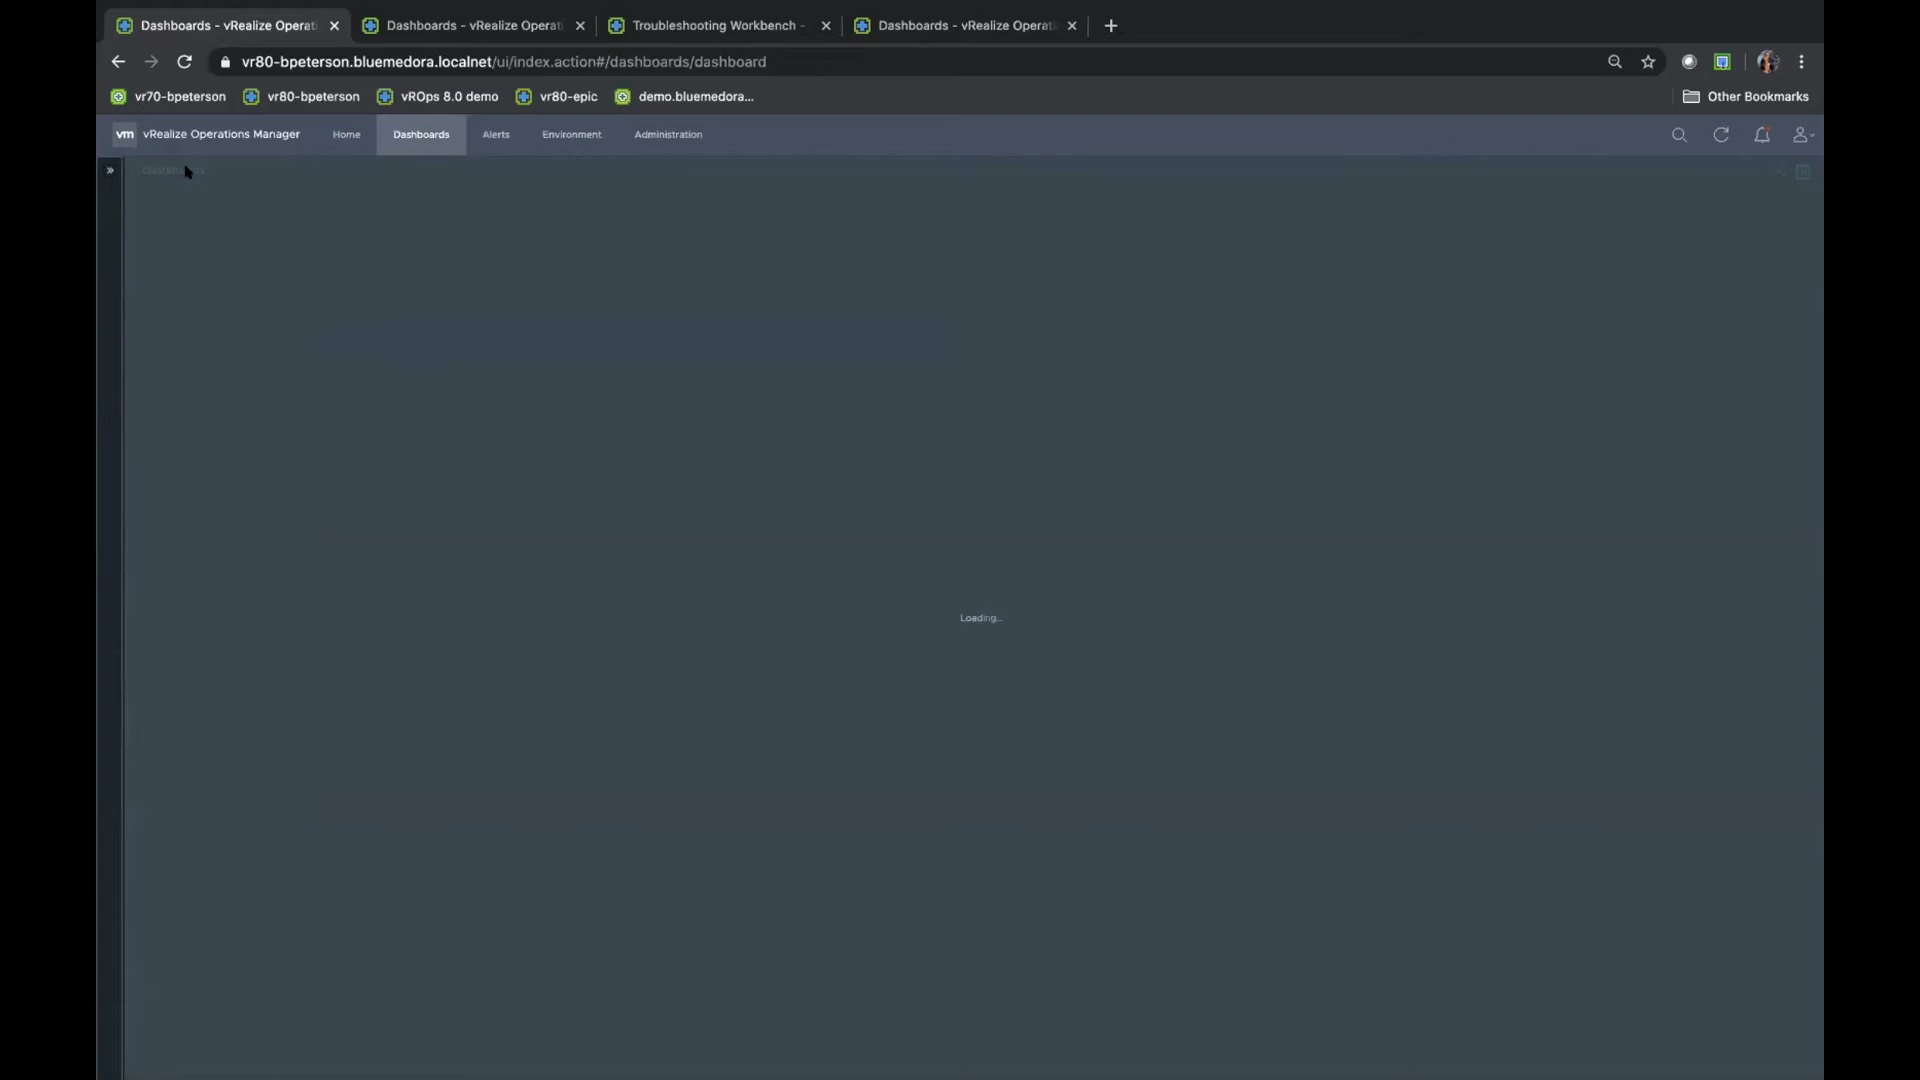 Dashboards - vRealize Operat
Dashboards - vRealize Operati
Troubleshooting Workbench -
Dashboards - vRealize Operati
vr80-bpeterson.bluemedora.localnet/ui/index.action#/dashboards/dashboard
vr70-bpeterson
vr80-bpeterson
vROps 8.0 demo
vr80-epic
demo.bluemedora...
Other Bookmarks
vm
vRealize Operations Manager
Home
Dashboards
Alerts
Environment
Administration
Loading...